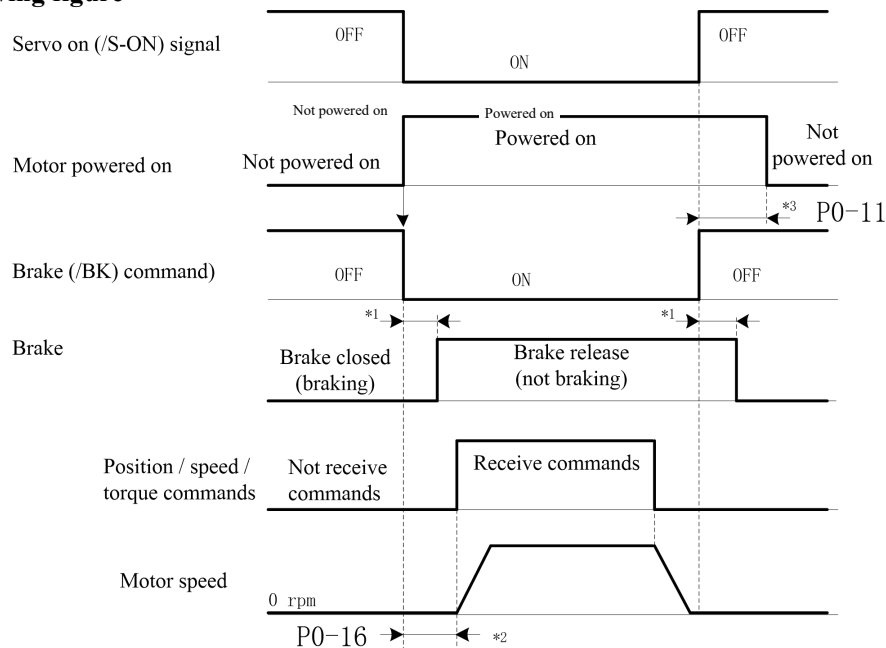 Servo on (/S-ON) signal
OFF
ON
OFF
Motor powered on
Not powered on
Not powered on
Powered on
Powered on
Not
powered on
*3
P0-11
Brake (/BK) command)
OFF
ON
OFF
*1
*1
Brake
Brake closed
(braking)
Brake release
(not braking)
Position / speed /
torque commands
Not receive
commands
Receive commands
Motor speed
0 rpm
P0-16
*2